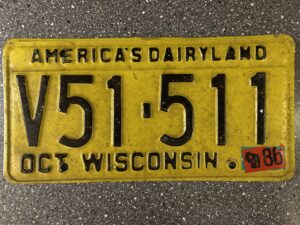 AMERICA'S DAIRYLAND
V51-511
OCT WISCONSIN 86